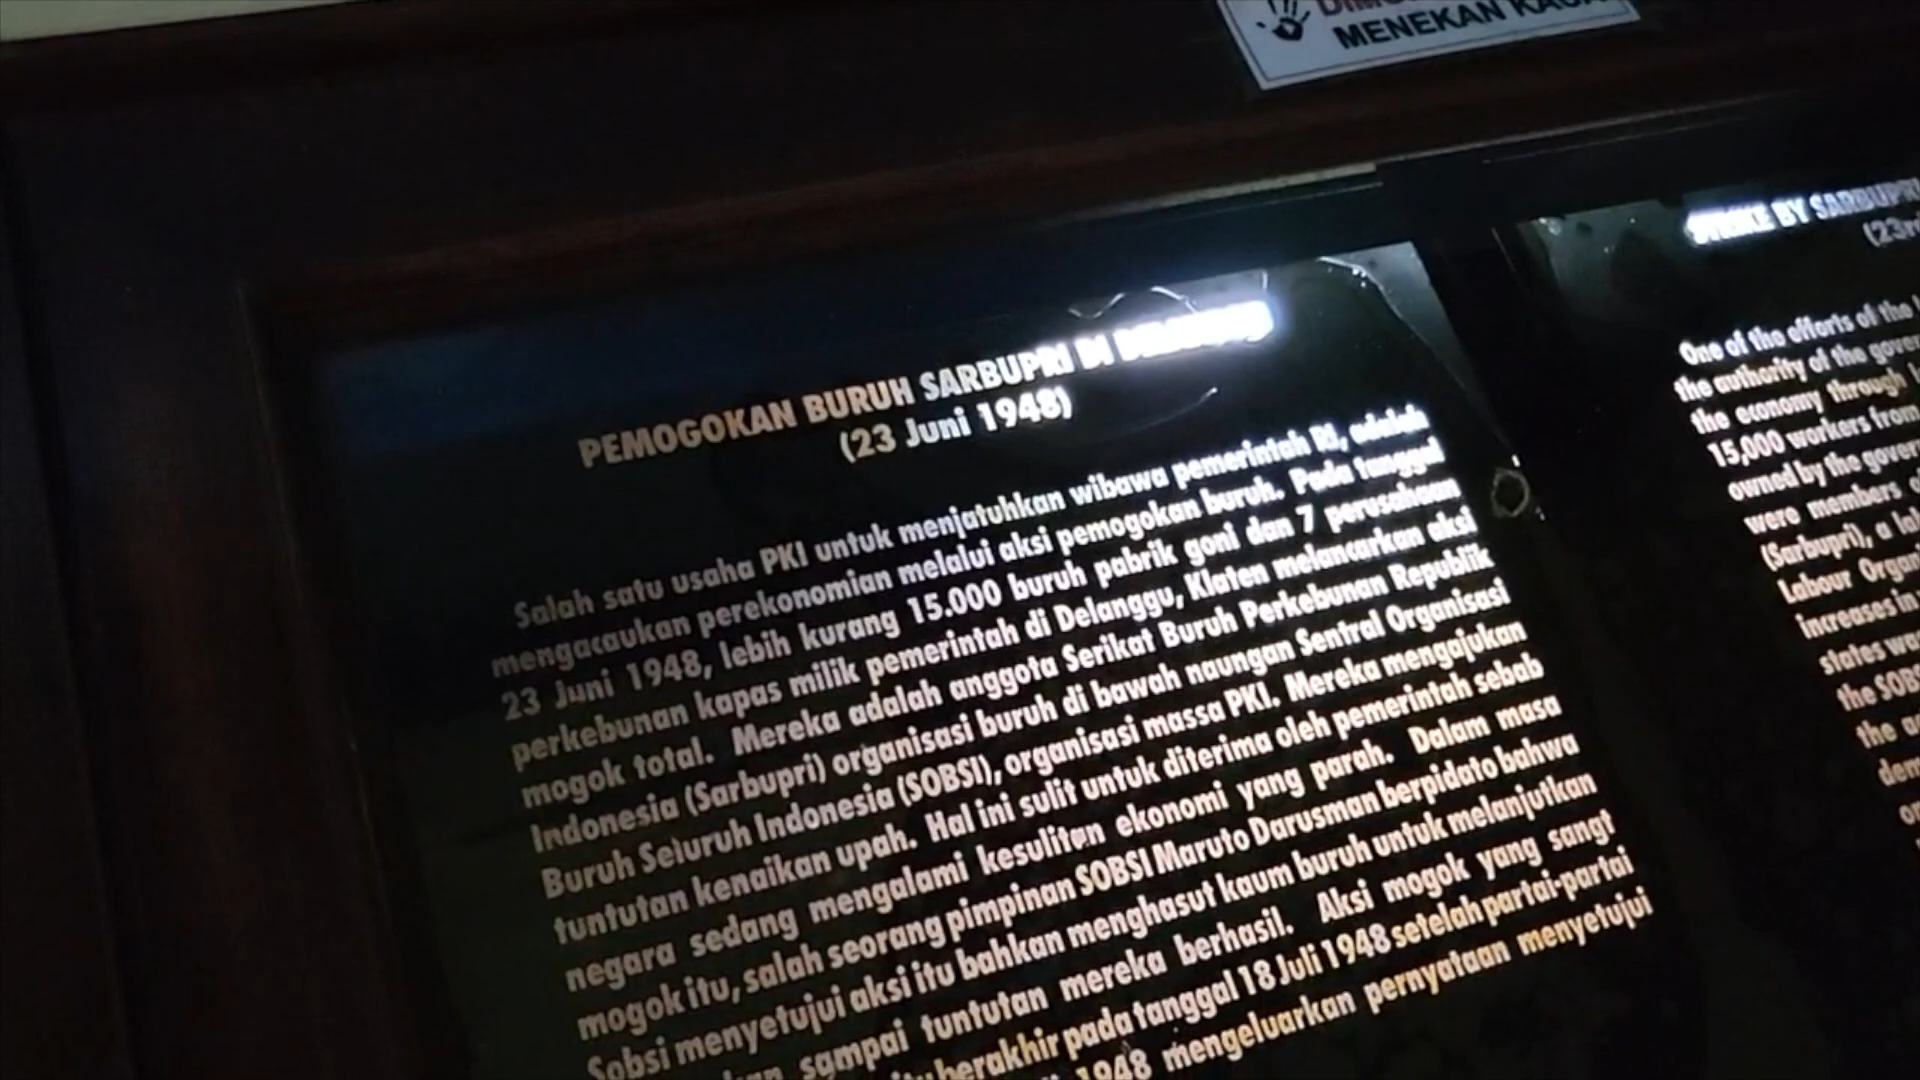 MENEKAN KACA
PEMOGOKAN BURUH SARBUPRI DI DELANGGU
(23 Juni 1948)
Salah satu usaha PKI untuk menjatuhkan wibawa pemerintah RI, adalah
mengacaukan perekonomian melalui aksi pemogokan buruh. Pada tanggal
23 Juni 1948, lebih kurang 15.000 buruh pabrik goni dan 7 perusahaan
perkebunan kapas milik pemerintah di Delanggu, Klaten melancarkan aksi
mogok total. Mereka adalah anggota Serikat Buruh Perkebunan Republik
Indonesia (Sarbupri) organisasi buruh di bawah naungan Sentral Organisasi
Buruh Seluruh Indonesia (SOBSI), organisasi massa PKI. Mereka mengajukan
tuntutan kenaikan upah. Hal ini sulit untuk diterima oleh pemerintah sebab
negara sedang mengalami kesulitan ekonomi yang parah. Dalam masa
mogok itu, salah seorang pimpinan SOBSI Maruto Darusman berpidato bahwa
Sobsi menyetujui aksi itu bahkan menghasut kaum buruh untuk melanjutkan
sampai tuntutan mereka berhasil. Aksi mogok yang sangt
berakhir pada tanggal 18 Juli 1948 setelah partai-partai
1948 mengeluarkan pernyataan menyetujui
STRIKE BY SARBUPRI
One of the efforts of the
the authority of the
the economy through
15,000 workers from
owned by the
were members
(Sarbupri), a
Labour
increases in
states
the
the